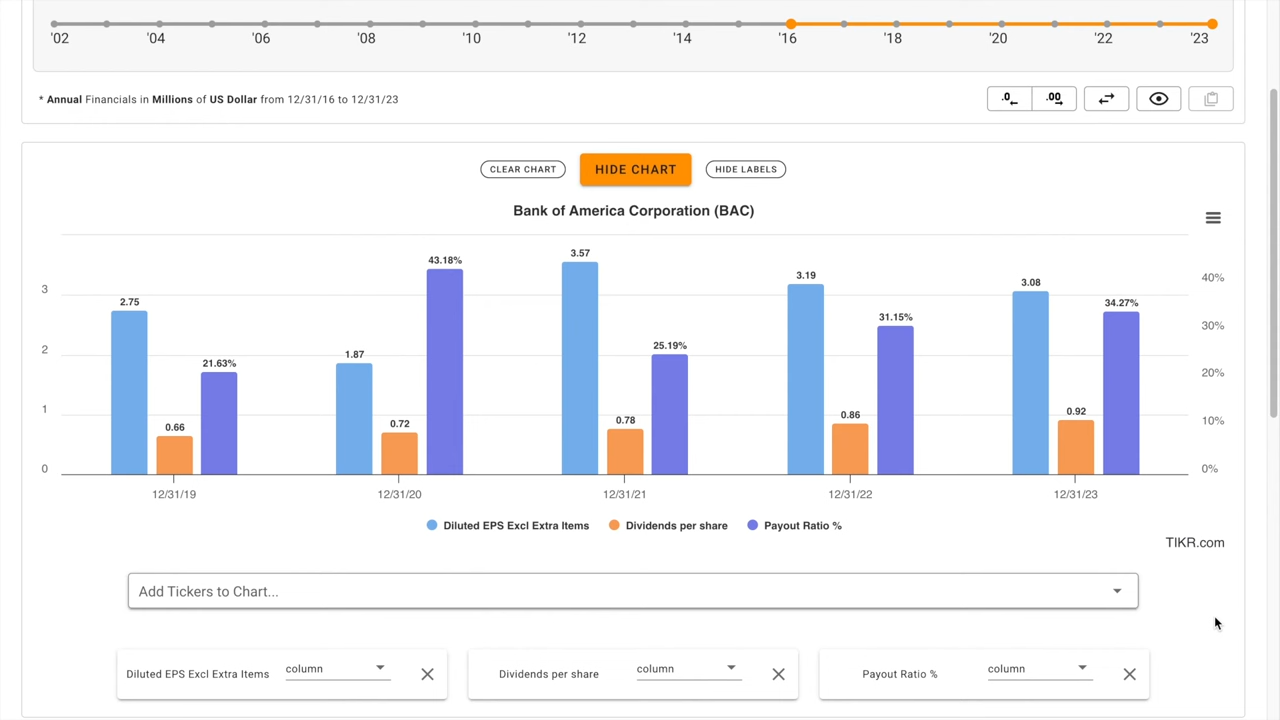 '02 '04 '06 '08 '10 '12 '14 '16 '18 '20 '22 '23
* Annual Financials in Millions of US Dollar from 12/31/16 to 12/31/23
.0 .00
CLEAR CHART HIDE CHART HIDE LABELS
Bank of America Corporation (BAC)
3.57
43.18%
3.19
40%
3.08
2.75
3
34.27%
31.15%
30%
25.19%
2
1.87
21.63%
20%
1
0.66
0.72
0.78
0.86
0.92
10%
0
0%
12/31/19 12/31/20 12/31/21 12/31/22 12/31/23
Diluted EPS Excl Extra Items Dividends per share Payout Ratio %
TIKR.com
Add Tickers to Chart...
Diluted EPS Excl Extra Items column Dividends per share column Payout Ratio % column